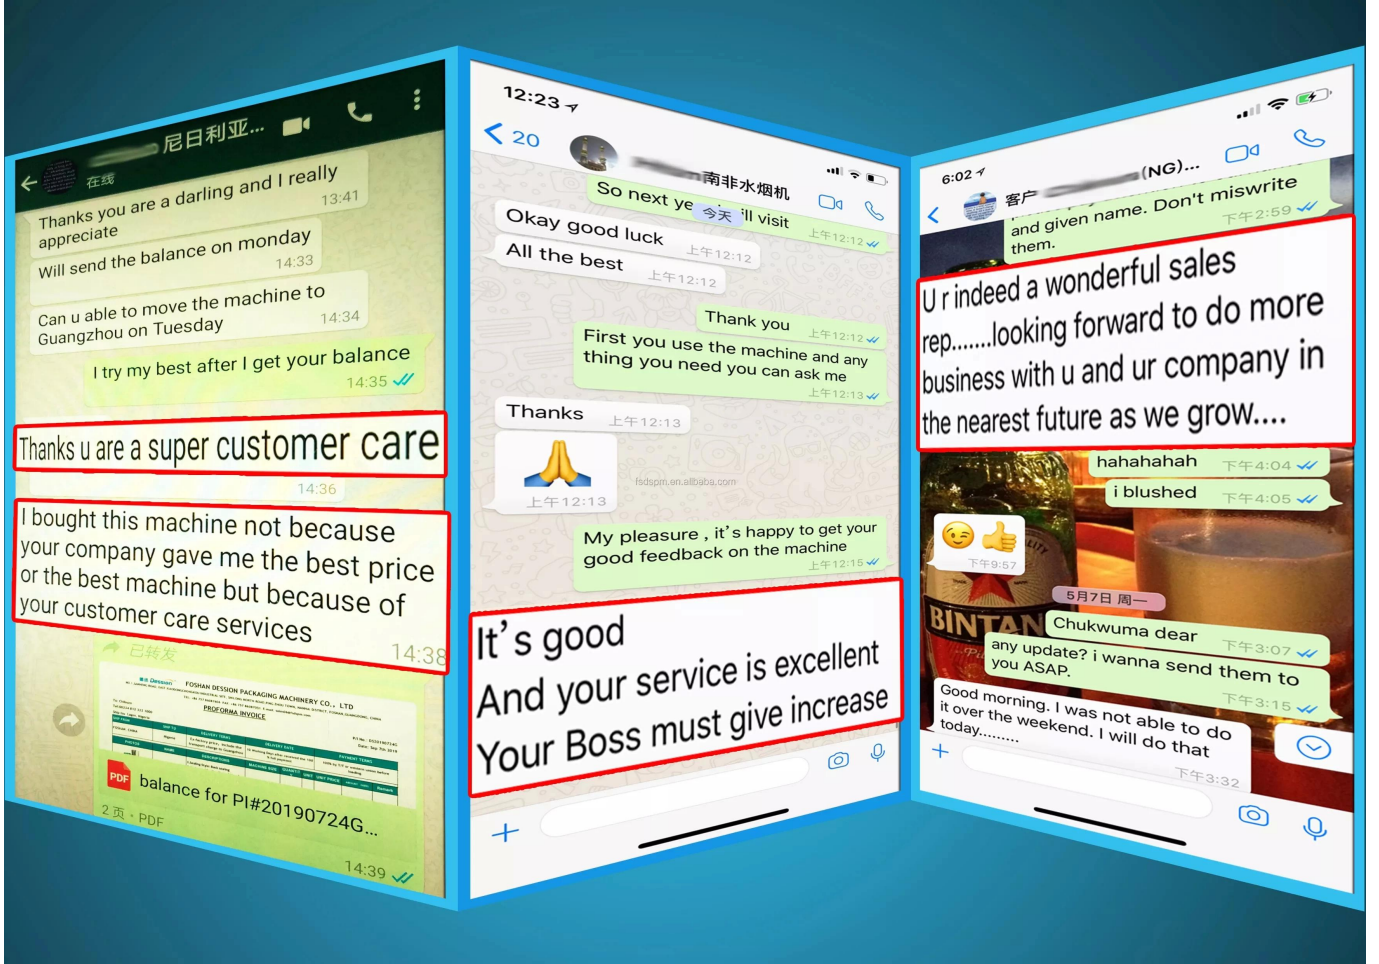 尼日利亚...
在线
Thanks you are a darling and I really
appreciate
13:41
Will send the balance on monday
14:33
Can u able to move the machine to
Guangzhou on Tuesday
14:34
I try my best after I get your balance
14:35
Thanks u are a super customer care
14:36
I bought this machine not because
your company gave me the best price
or the best machine but because of
your customer care services
14:38
已转发
Dession
FOSHAN DESSION PACKAGING MACHINERY CO., LTD
PROFORMA INVOICE
PDF
balance for PI#20190724G...
2 页 · PDF
14:39
12:23
20
南非水烟机
So next ye
ill visit
上午12:12
今天
Okay good luck
上午12:12
All the best
上午12:12
Thank you
上午12:12
First you use the machine and any
thing you need you can ask me
上午12:13
Thanks
上午12:13
上午12:13
fsdspm.en.alibaba.com
My pleasure , it's happy to get your
good feedback on the machine
上午12:15
It's good
And your service is excellent
Your Boss must give increase
6:02
客户
(NG)...
and given name. Don't miswrite
them.
下午2:59
U r indeed a wonderful sales
rep.......looking forward to do more
business with u and ur company in
the nearest future as we grow....
hahahahah
下午4:04
i blushed
下午4:05
下午9:57
BINTAN
5月7日 周一
Chukwuma dear
下午3:07
any update? i wanna send them to
you ASAP.
下午3:15
Good morning. I was not able to do
it over the weekend. I will do that
today.........
下午3:32